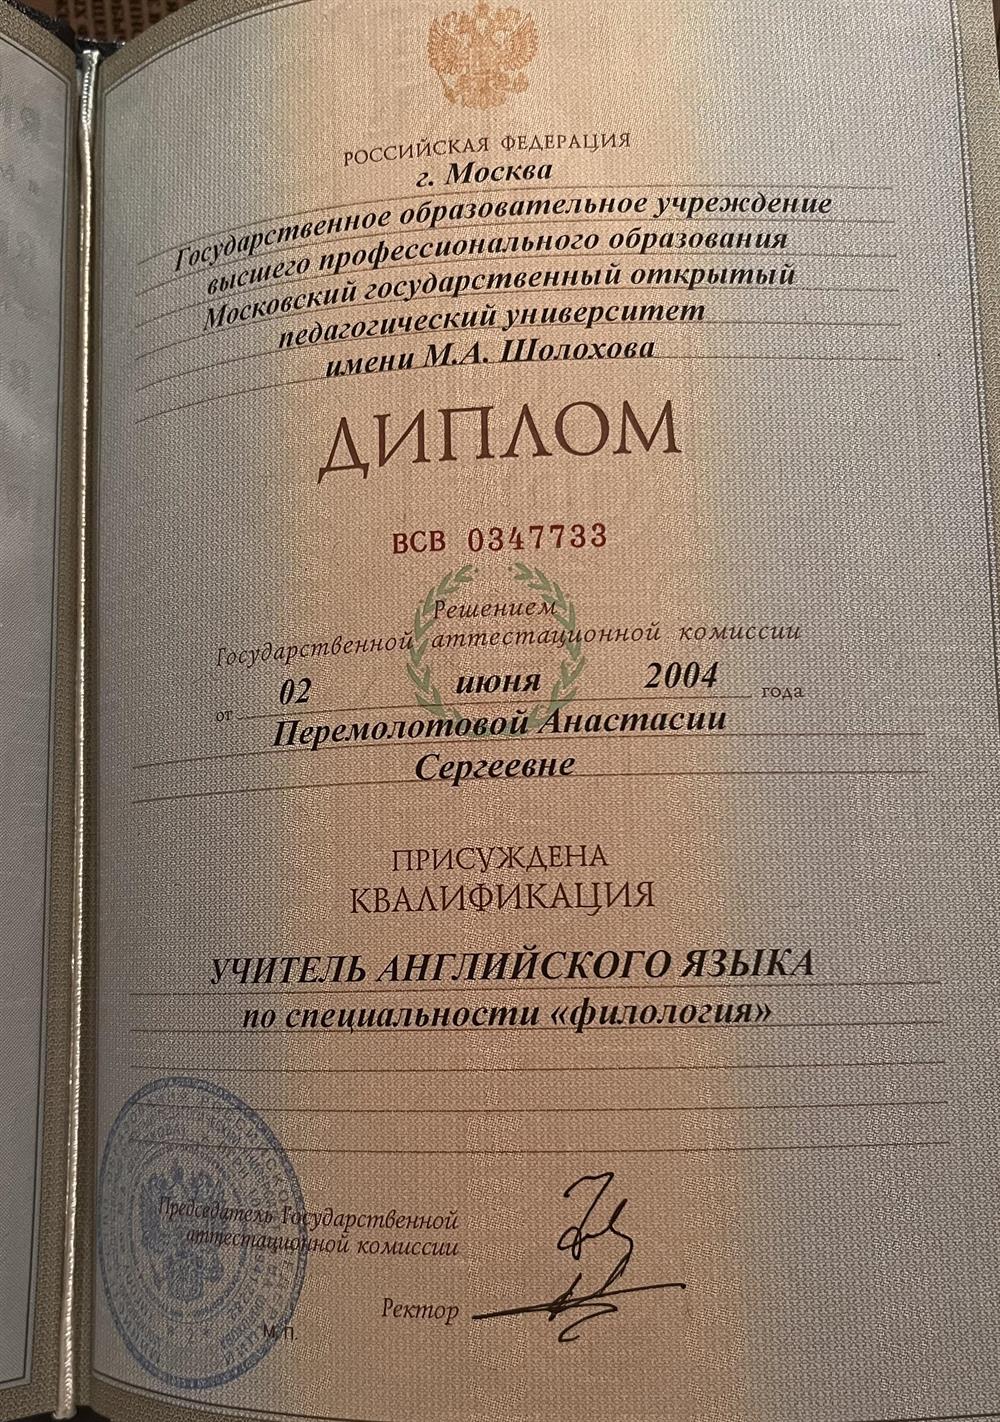 РОССИЙСКАЯ ФЕДЕРАЦИЯ
г. Москва
Государственное образовательное учреждение
высшего профессионального образования
Московский государственный открытый
педагогический университет
имени М.А. Шолохова
ДИПЛОМ
ВСВ 0347733
Решением
Государственной аттестационной комиссии
от 02 июня 2004 года
Перемолотовой Анастасии
Сергеевне
ПРИСУЖДЕНА
КВАЛИФИКАЦИЯ
УЧИТЕЛЬ АНГЛИЙСКОГО ЯЗЫКА
по специальности «филология»
Председатель Государственной
аттестационной комиссии
Ректор
М.П.